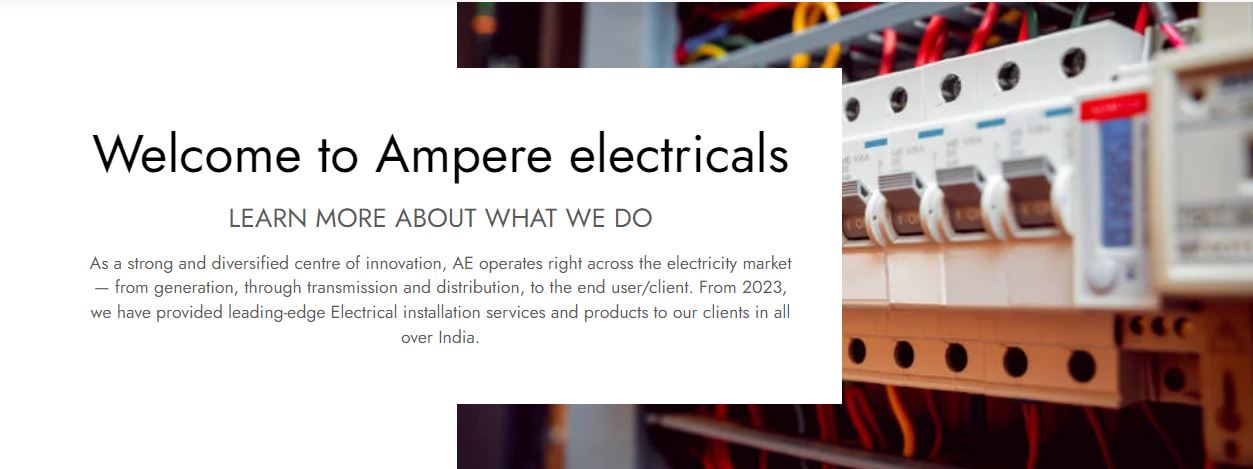 Welcome to Ampere electricals
LEARN MORE ABOUT WHAT WE DO
As a strong and diversified centre of innovation, AE operates right across the electricity market
— from generation, through transmission and distribution, to the end user/client. From 2023,
we have provided leading-edge Electrical installation services and products to our clients in all
over India.